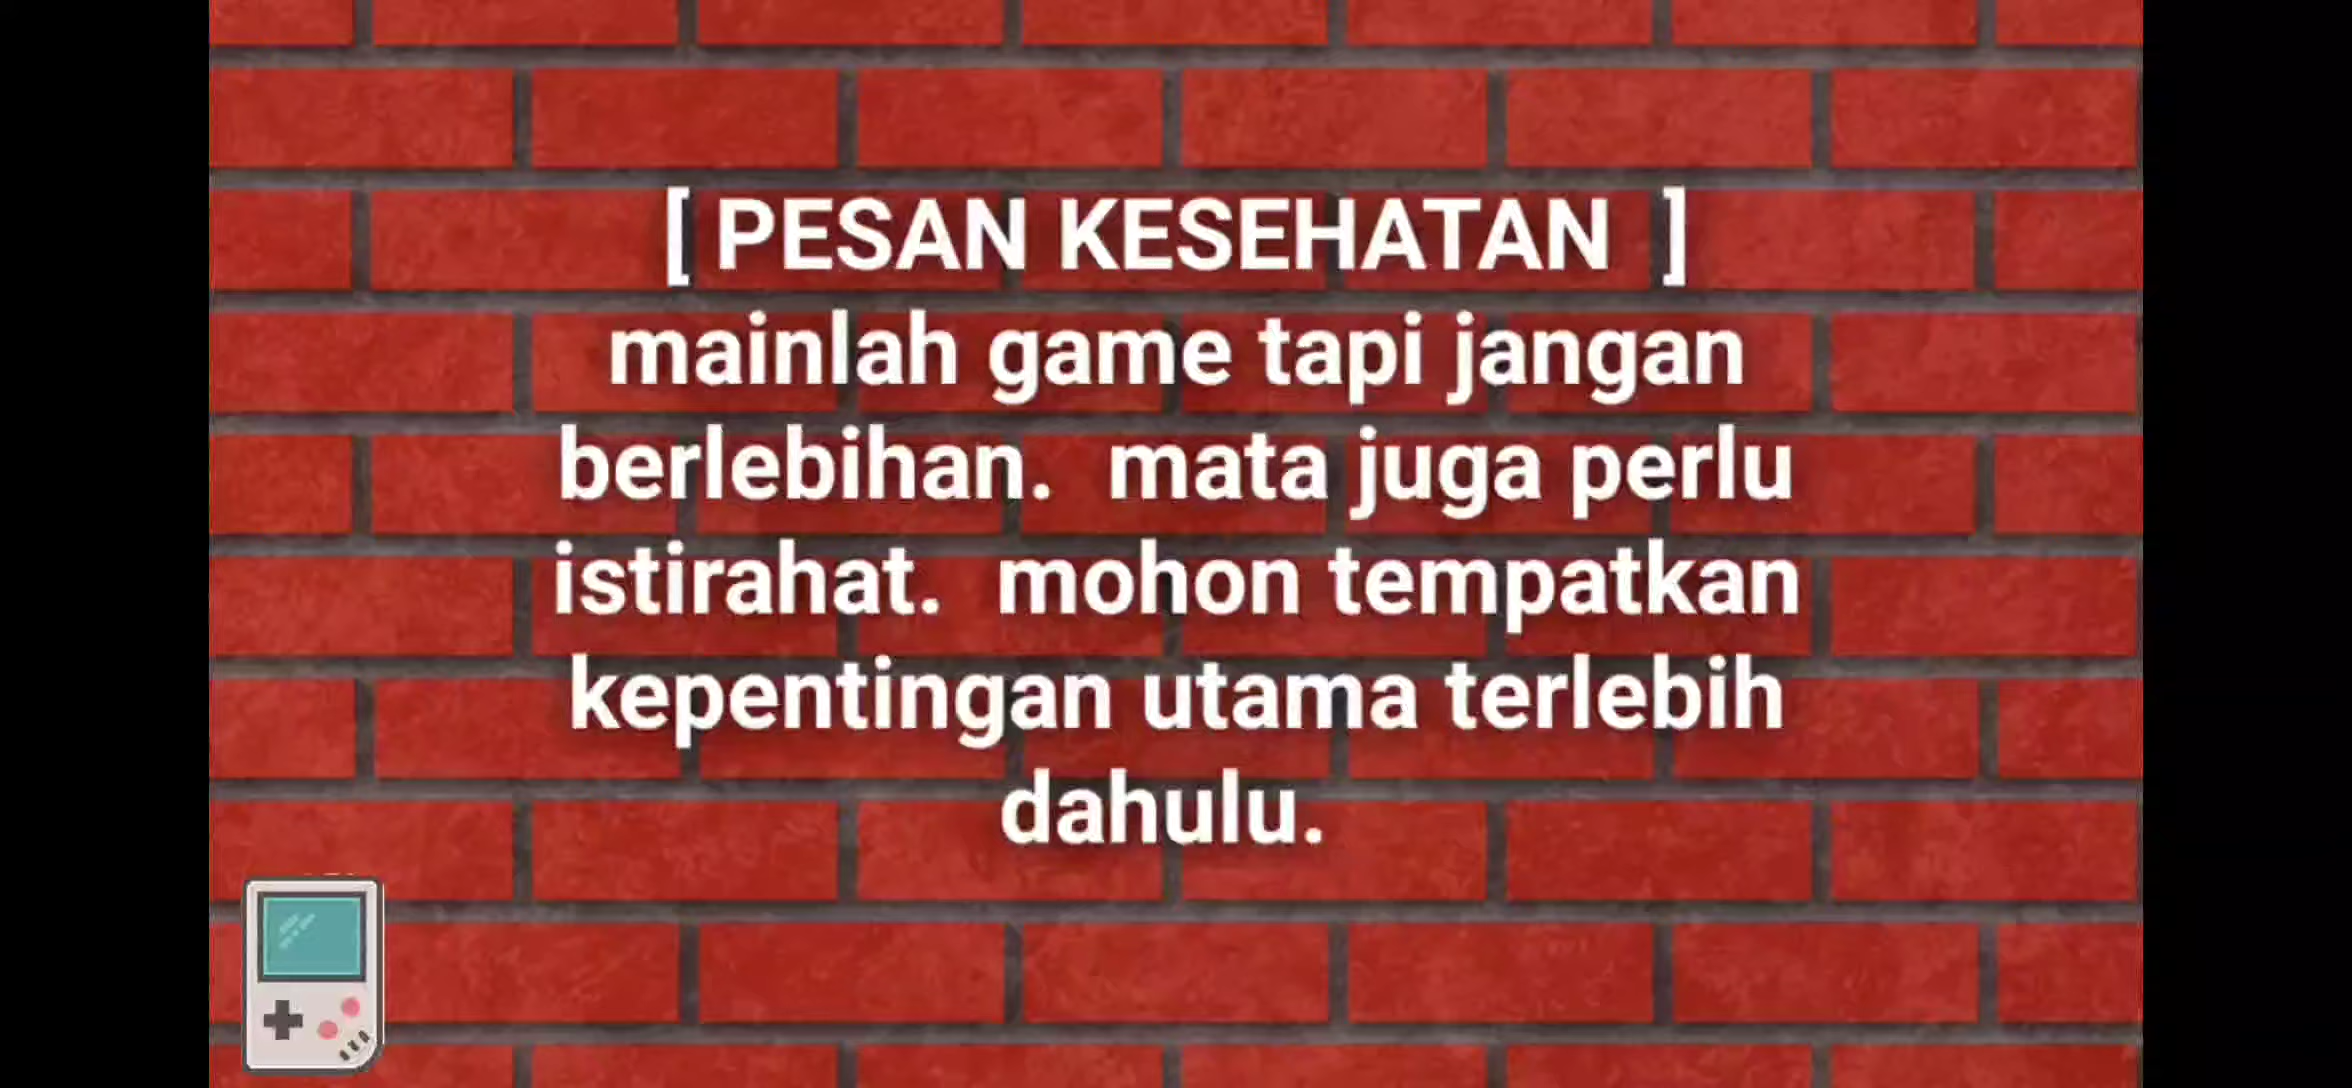 [ PESAN KESEHATAN ]
mainlah game tapi jangan
berlebihan. mata juga perlu
istirahat. mohon tempatkan
kepentingan utama terlebih
dahulu.